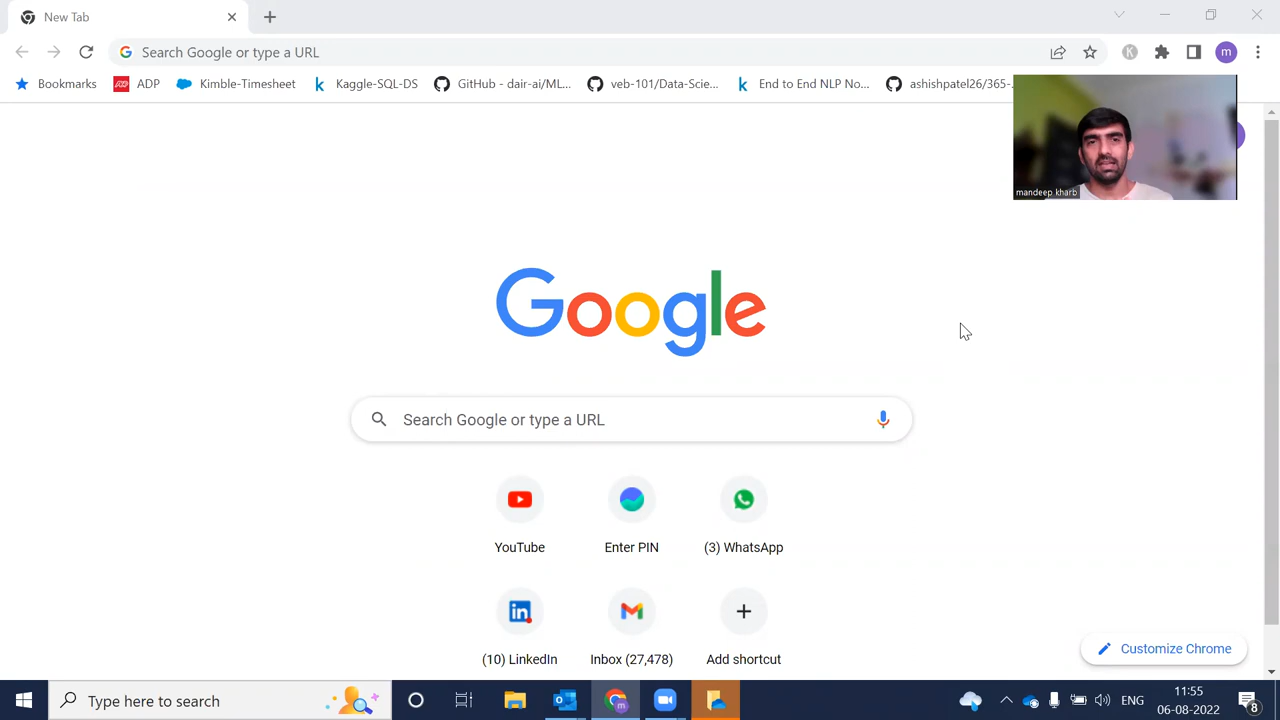 New Tab
Search Google or type a URL
m
Bookmarks ADP Kimble-Timesheet Kaggle-SQL-DS GitHub - dair-ai/ML... veb-101/Data-Scie... End to End NLP No... ashishpatel26/365-...
mandeep kharb
Google
Search Google or type a URL
YouTube Enter PIN (3) WhatsApp
(10) LinkedIn Inbox (27,478) Add shortcut
Customize Chrome
Type here to search
ENG
11:55
06-08-2022
8